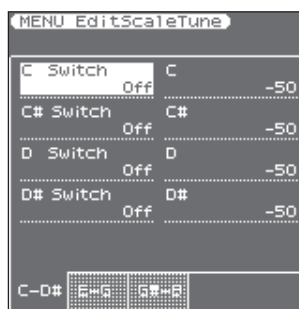 MENU EditScaleTune
C Switch C
Off -50
C# Switch C#
Off -50
D Switch D
Off -50
D# Switch D#
Off -50
C-D# E-G G#-B